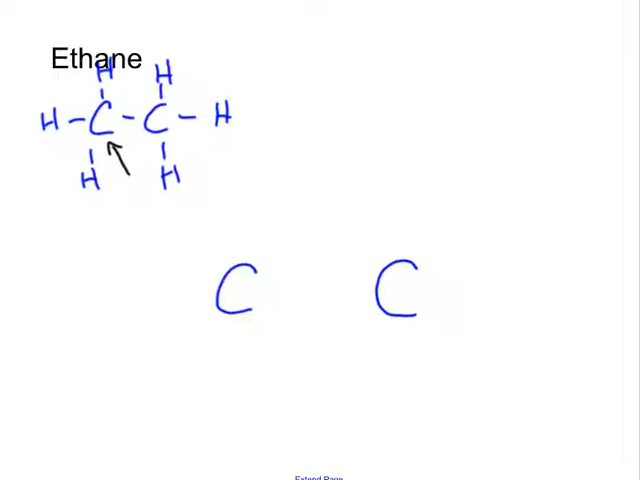 Ethane
H H
H - C - C - H
H H
C C
Extend Page